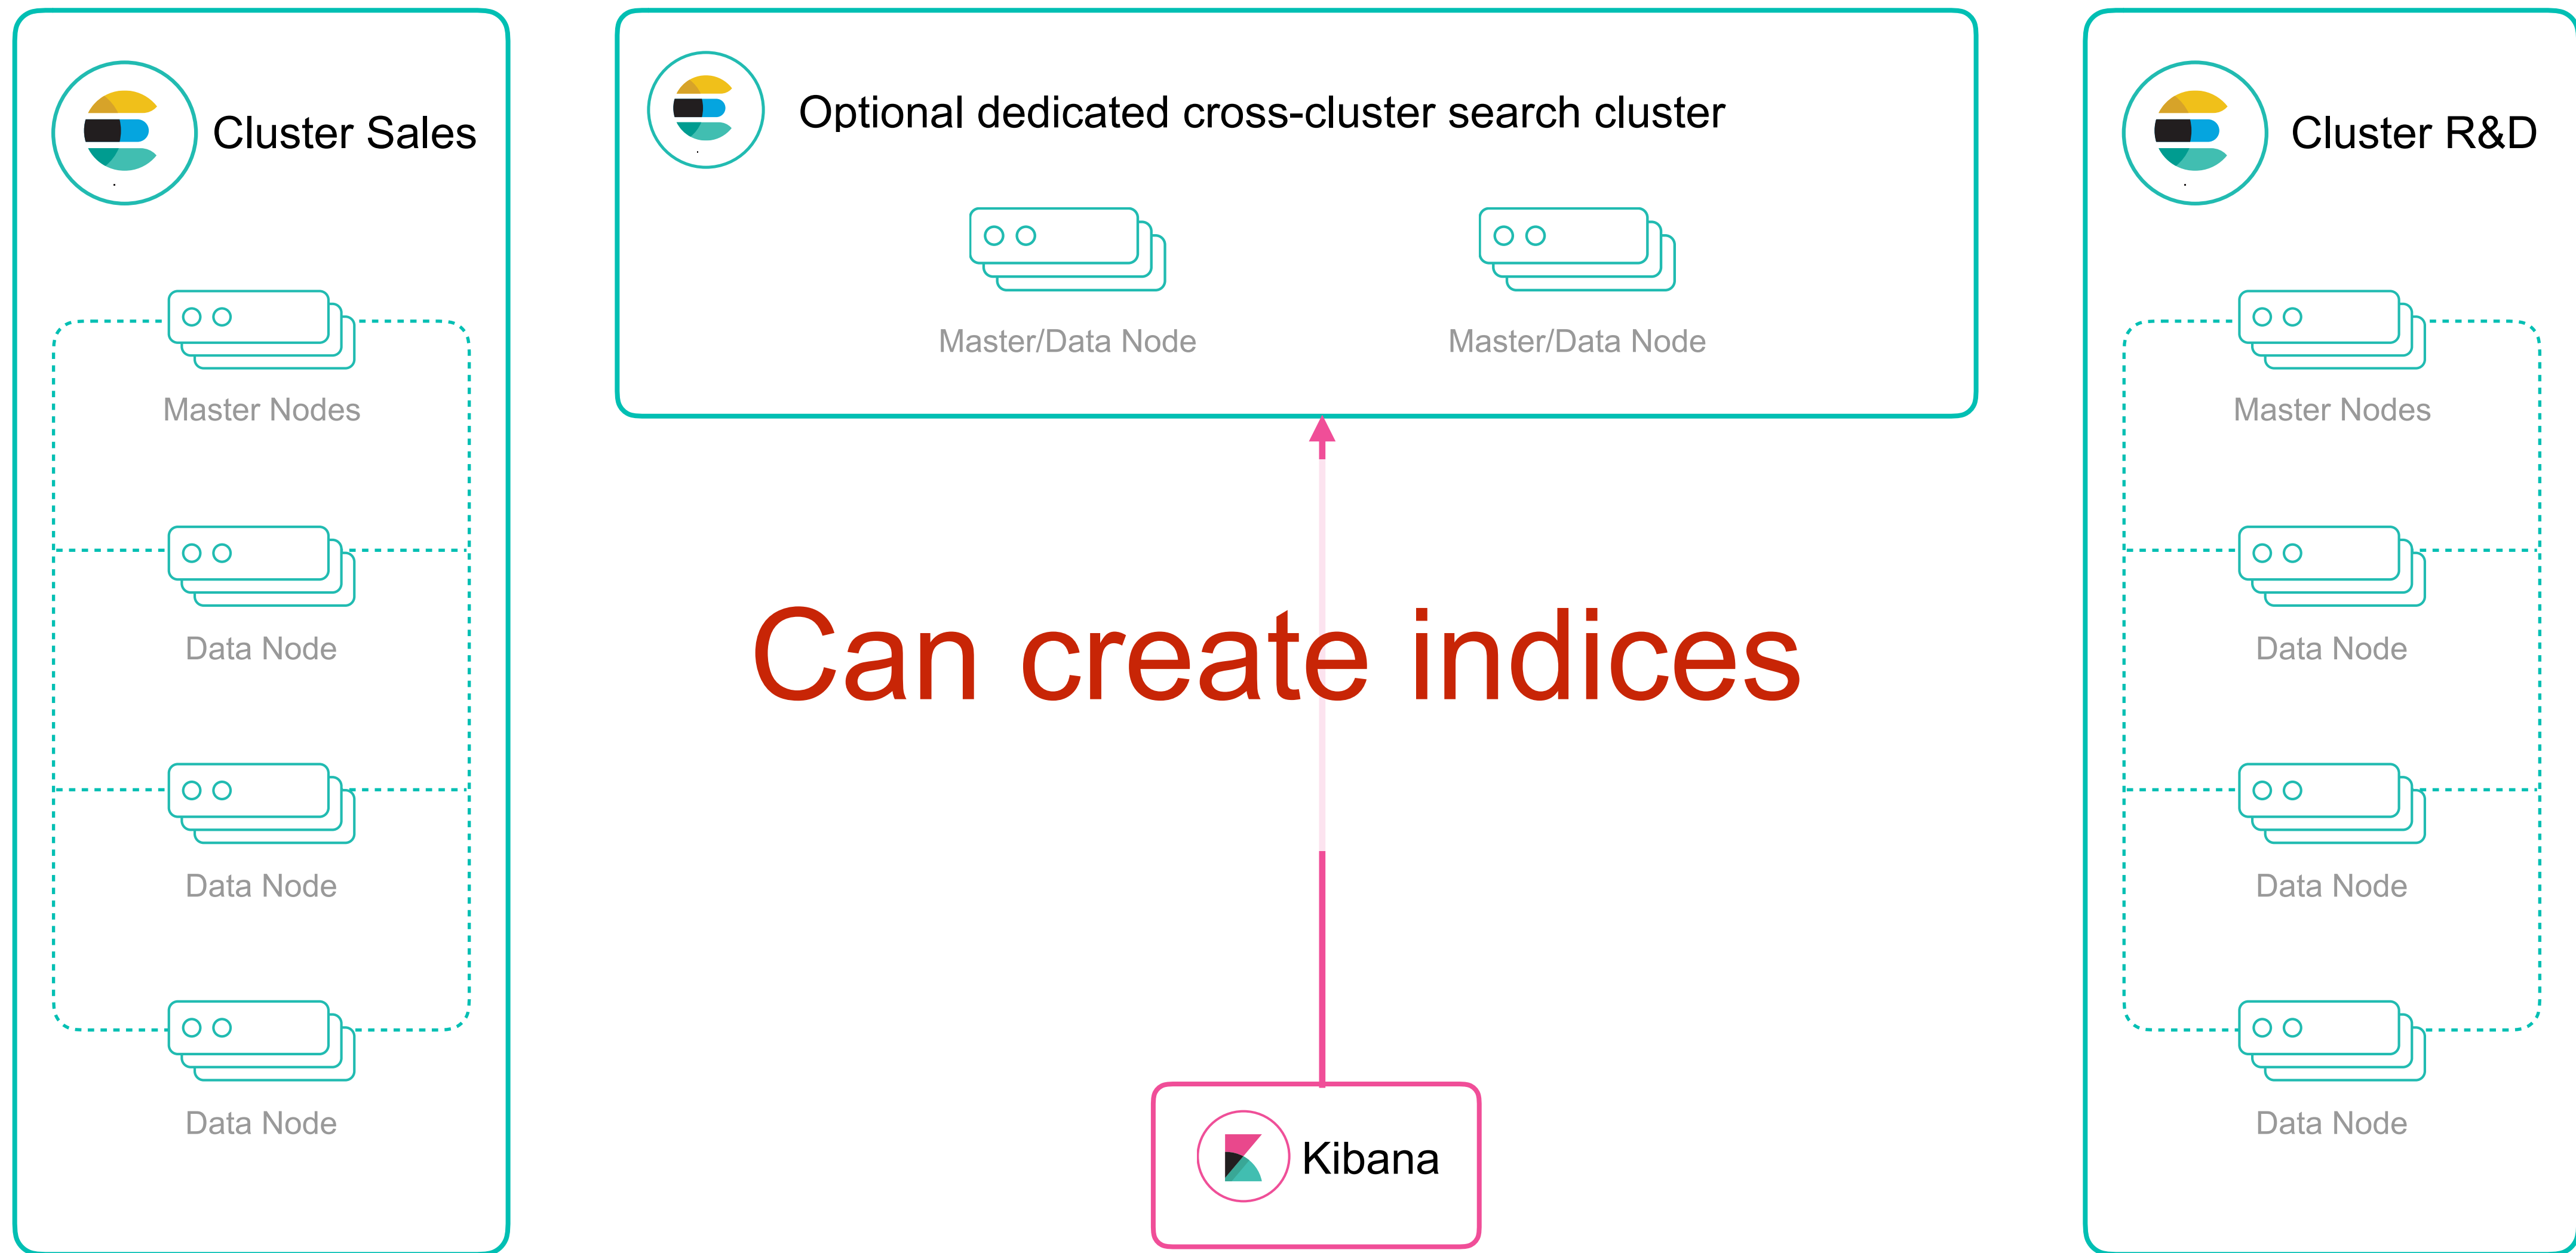 Cluster Sales
Master Nodes
Data Node
Data Node
Data Node
Optional dedicated cross-cluster search cluster
Master/Data Node
Master/Data Node
Can create indices
Kibana
Cluster R&D
Master Nodes
Data Node
Data Node
Data Node